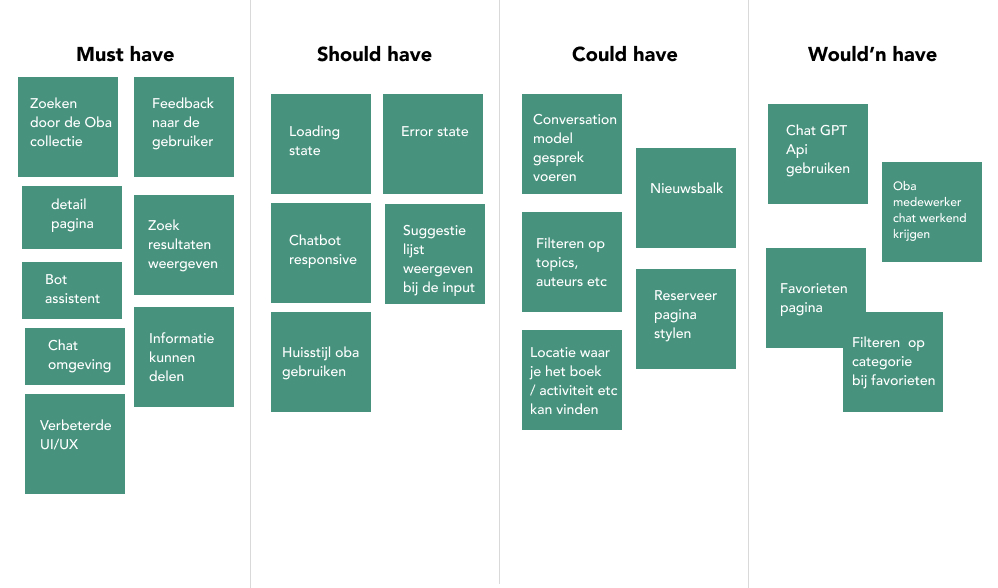 Must have
Zoeken
door de Oba
collectie
Feedback
naar de
gebruiker
detail
pagina
Zoek
resultaten
weergeven
Bot
assistent
Chat
omgeving
Informatie
kunnen
delen
Verbeterde
UI/UX
Should have
Loading
state
Error state
Chatbot
responsive
Suggestie
lijst
weergeven
bij de input
Huisstijl oba
gebruiken
Could have
Conversation
model
gesprek
voeren
Nieuwsbalk
Filteren op
topics,
auteurs etc
Reserveer
pagina
stylen
Locatie waar
je het boek
/ activiteit etc
kan vinden
Would'n have
Chat GPT
Api
gebruiken
Oba
medewerker
chat werkend
krijgen
Favorieten
pagina
Filteren op
categorie
bij favorieten